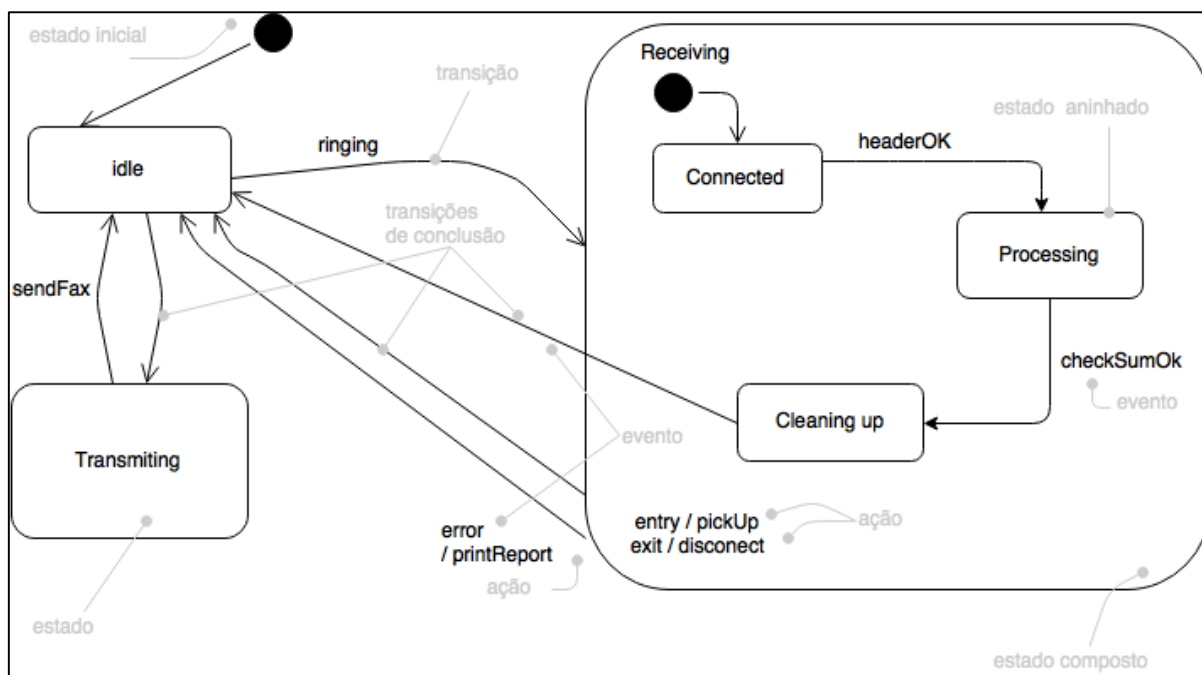 estado inicial
Receiving
transição
estado aninhado
ringing
headerOK
idle
Connected
transições
de conclusão
Processing
sendFax
checkSumOk
evento
Cleaning up
evento
Transmiting
entry / pickUp
ação
error
exit / disconect
/ printReport
ação
estado
estado composto